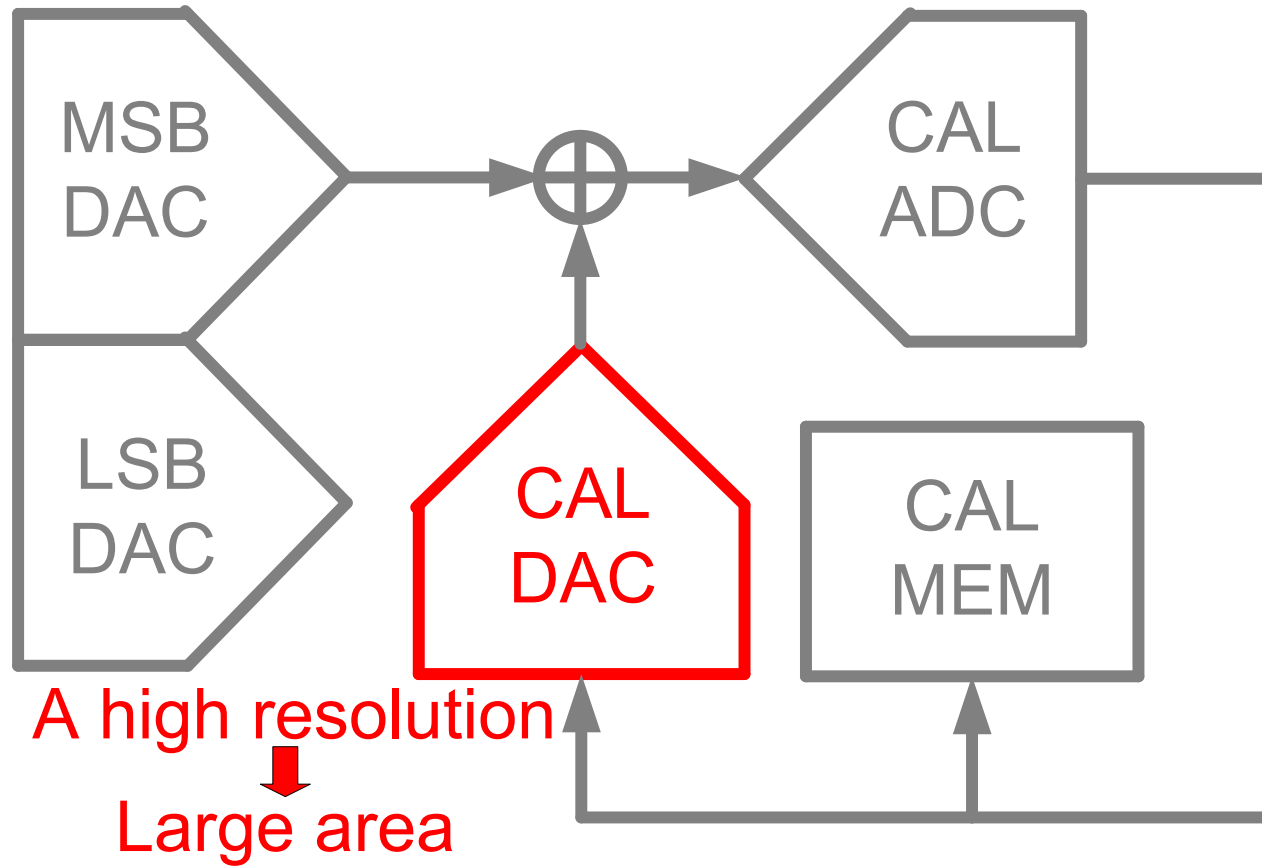 MSB
DAC
CAL
ADC
LSB
DAC
CAL
DAC
CAL
MEM
A high resolution
Large area